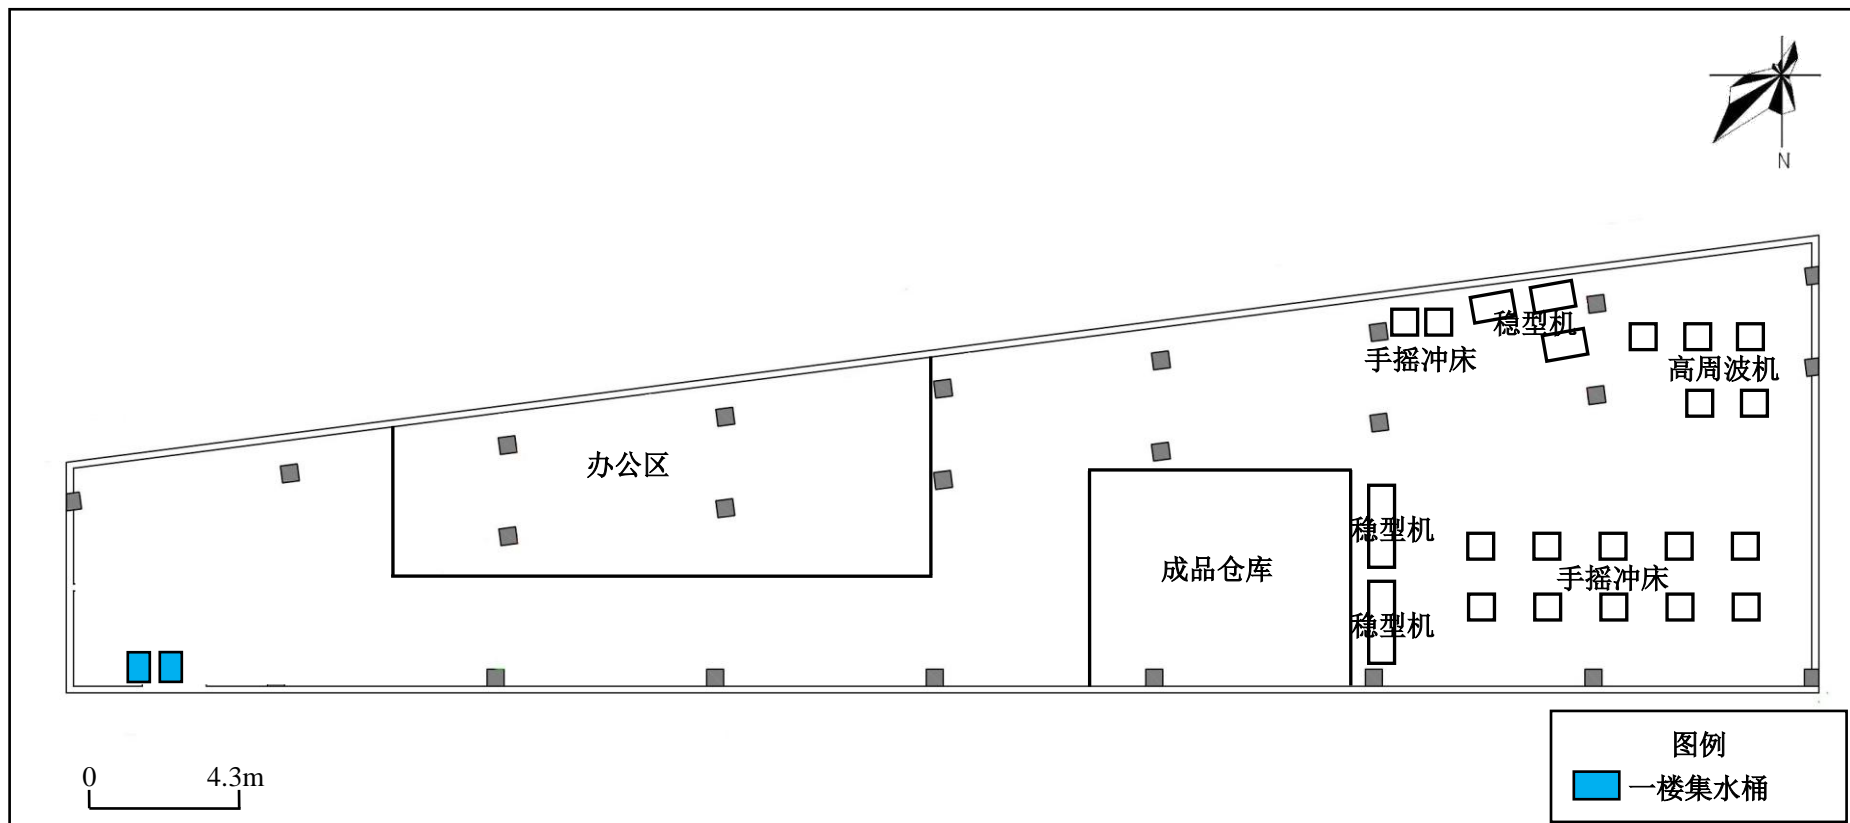 N
稳型机
手摇冲床
高周波机
办公区
稳型机
成品仓库
手摇冲床
稳型机
图例
一楼集水桶
0
4.3m